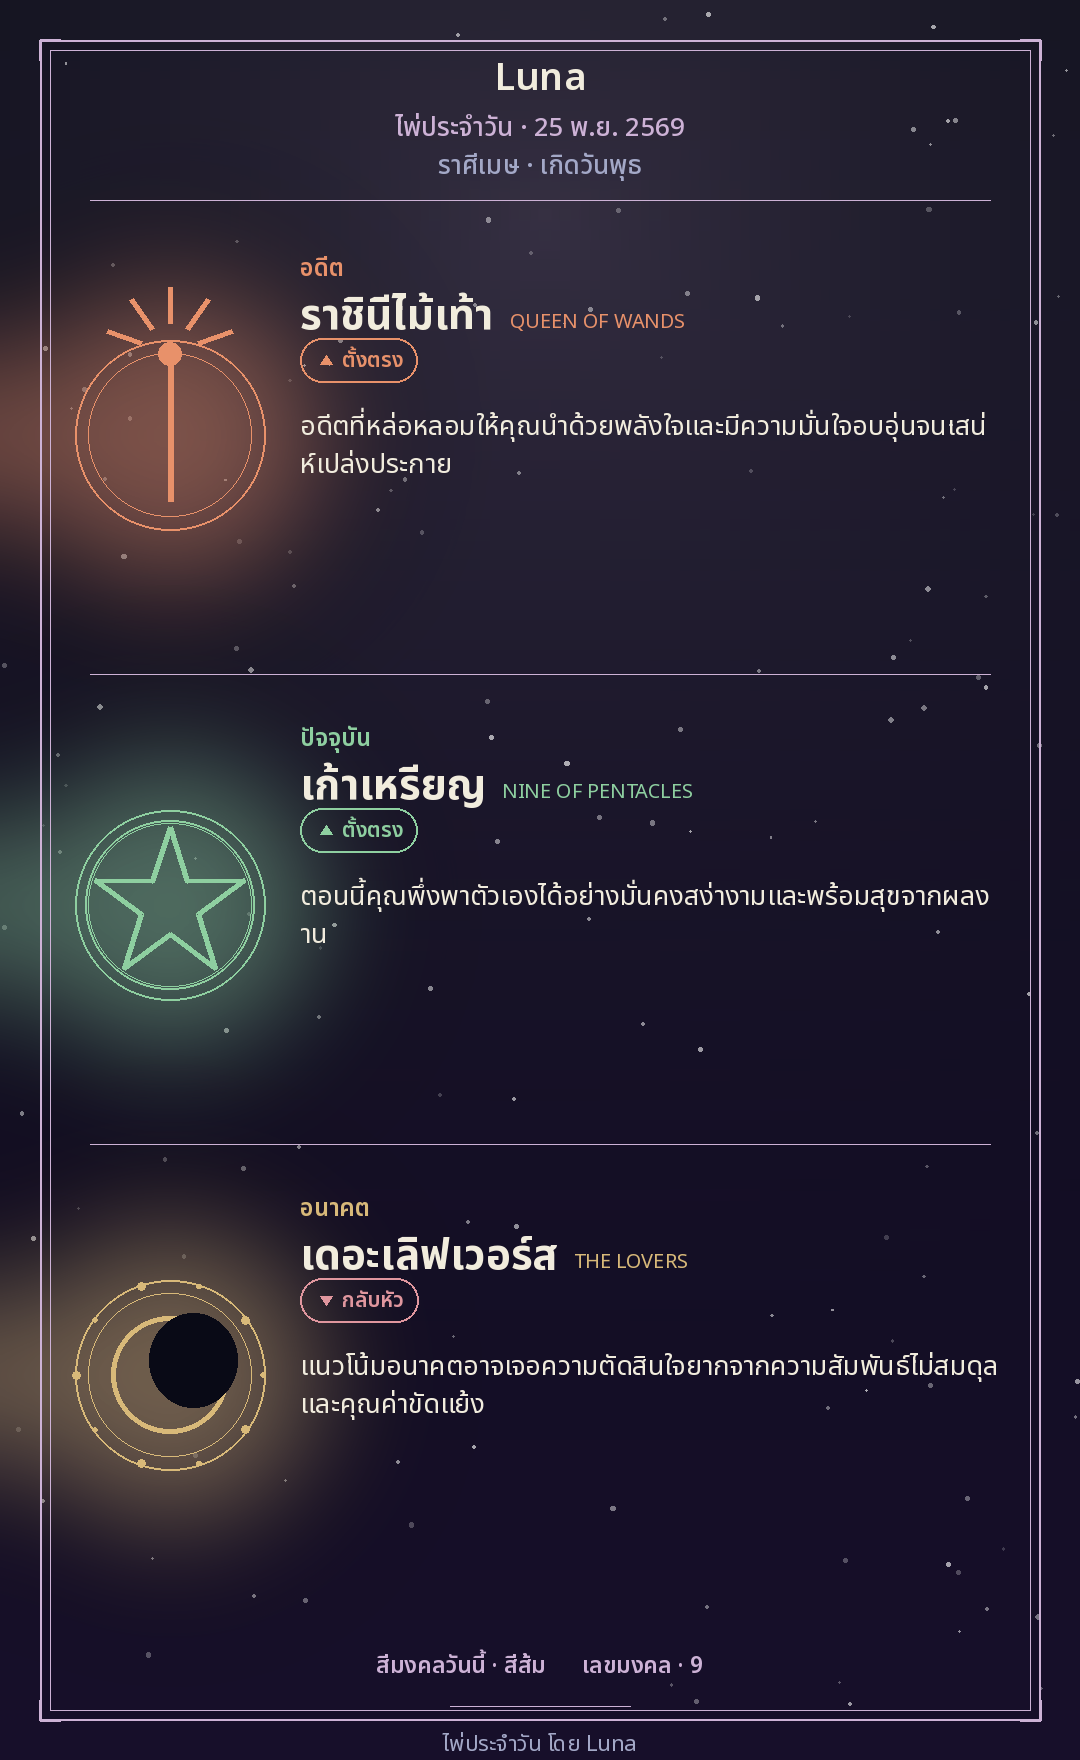 Luna
ไพ่ประจำวัน · 25 พ.ย. 2569
ราศีเมษ · เกิดวันพุธ
อดีต
ราชินีไม้เท้า QUEEN OF WANDS
▲ ตั้งตรง
อดีตที่หล่อหลอมให้คุณนำด้วยพลังใจและมีความมั่นใจอบอุ่นจนเสน่
ห์เปล่งประกาย
ปัจจุบัน
เก้าเหรียญ NINE OF PENTACLES
▲ ตั้งตรง
ตอนนี้คุณพึ่งพาตัวเองได้อย่างมั่นคงสง่างามและพร้อมสุขจากผลง
าน
อนาคต
เดอะเลิฟเวอร์ส THE LOVERS
▼ กลับหัว
แนวโน้มอนาคตอาจเจอความตัดสินใจยากจากความสัมพันธ์ไม่สมดุล
และคุณค่าขัดแย้ง
สีมงคลวันนี้ · สีส้ม เลขมงคล · 9
ไพ่ประจำวัน โดย Luna